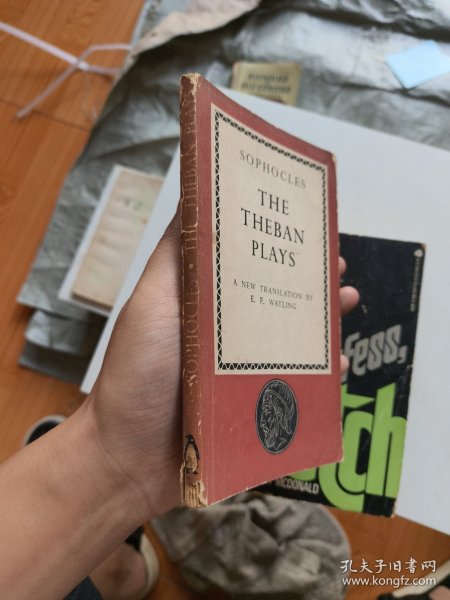 SOPHOCLES
THE
THEBAN
PLAYS
A NEW TRANSLATION BY
E. F. WATLING
SOPHOCLES · THE THEBAN PLAYS
fess,
ch
MCDONALD
孔夫子旧书网
www.kongfz.com